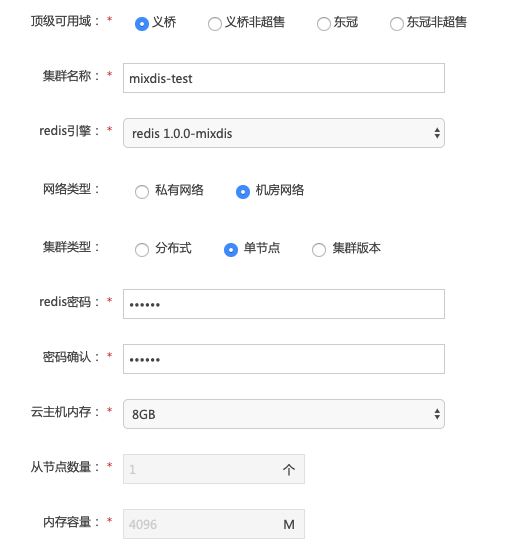 顶级可用域： * 义桥 义桥非超售 东冠 东冠非超售
集群名称： * mixdis-test
redis引擎： * redis 1.0.0-mixdis
网络类型： 私有网络 机房网络
集群类型： 分布式 单节点 集群版本
redis密码： * ••••••
密码确认： * ••••••
云主机内存： * 8GB
从节点数量： * 1 个
内存容量： * 4096 M